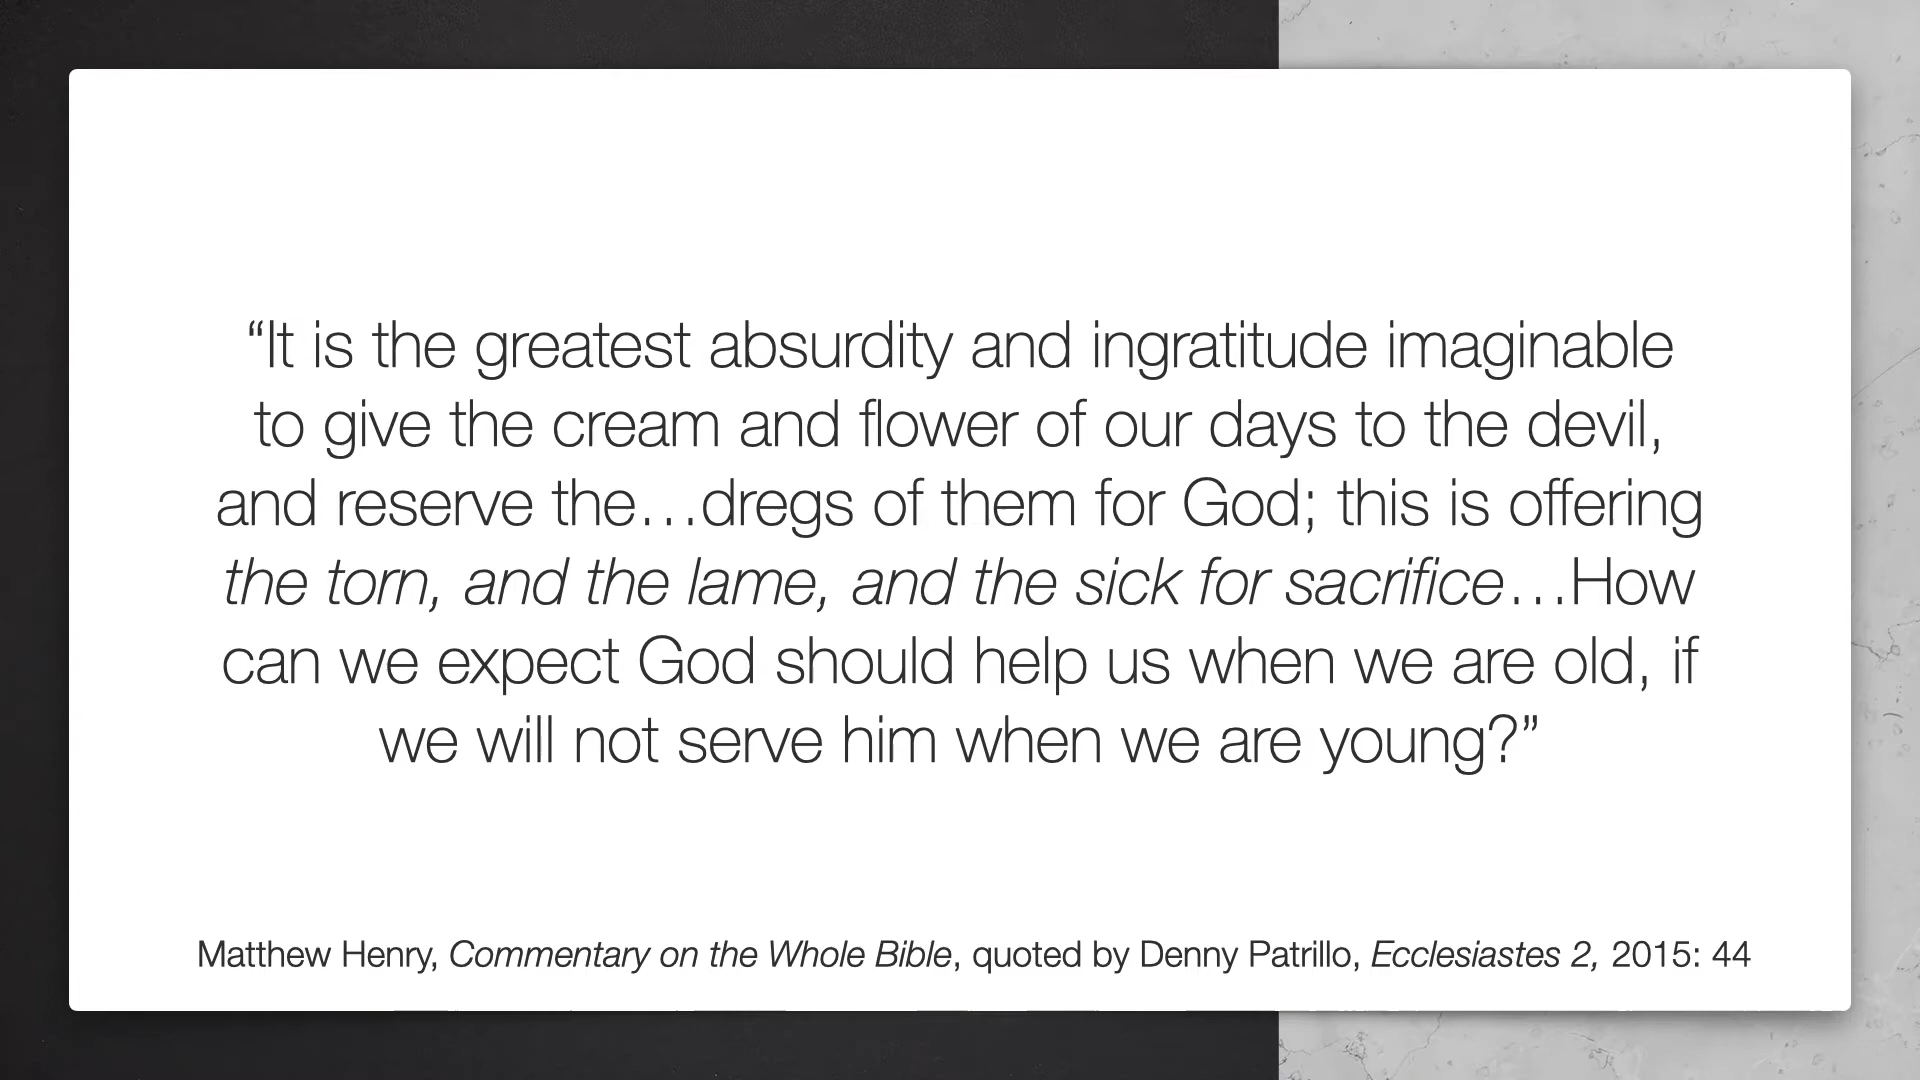 “It is the greatest absurdity and ingratitude imaginable
to give the cream and flower of our days to the devil,
and reserve the…dregs of them for God; this is offering
the torn, and the lame, and the sick for sacrifice…How
can we expect God should help us when we are old, if
we will not serve him when we are young?”
Matthew Henry, Commentary on the Whole Bible, quoted by Denny Patrillo, Ecclesiastes 2, 2015: 44